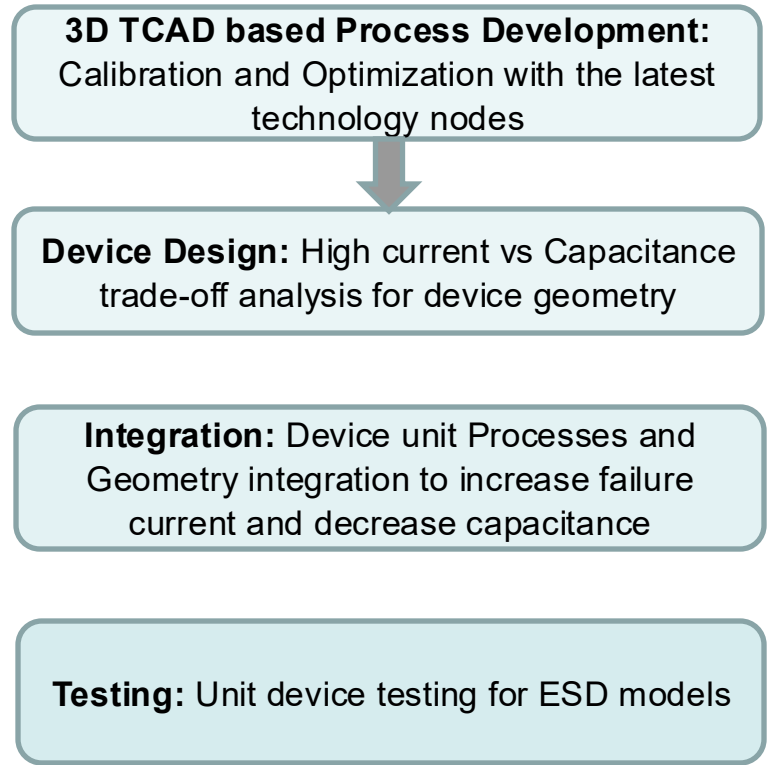 3D TCAD based Process Development:
Calibration and Optimization with the latest
technology nodes
Device Design: High current vs Capacitance
trade-off analysis for device geometry
Integration: Device unit Processes and
Geometry integration to increase failure
current and decrease capacitance
Testing: Unit device testing for ESD models